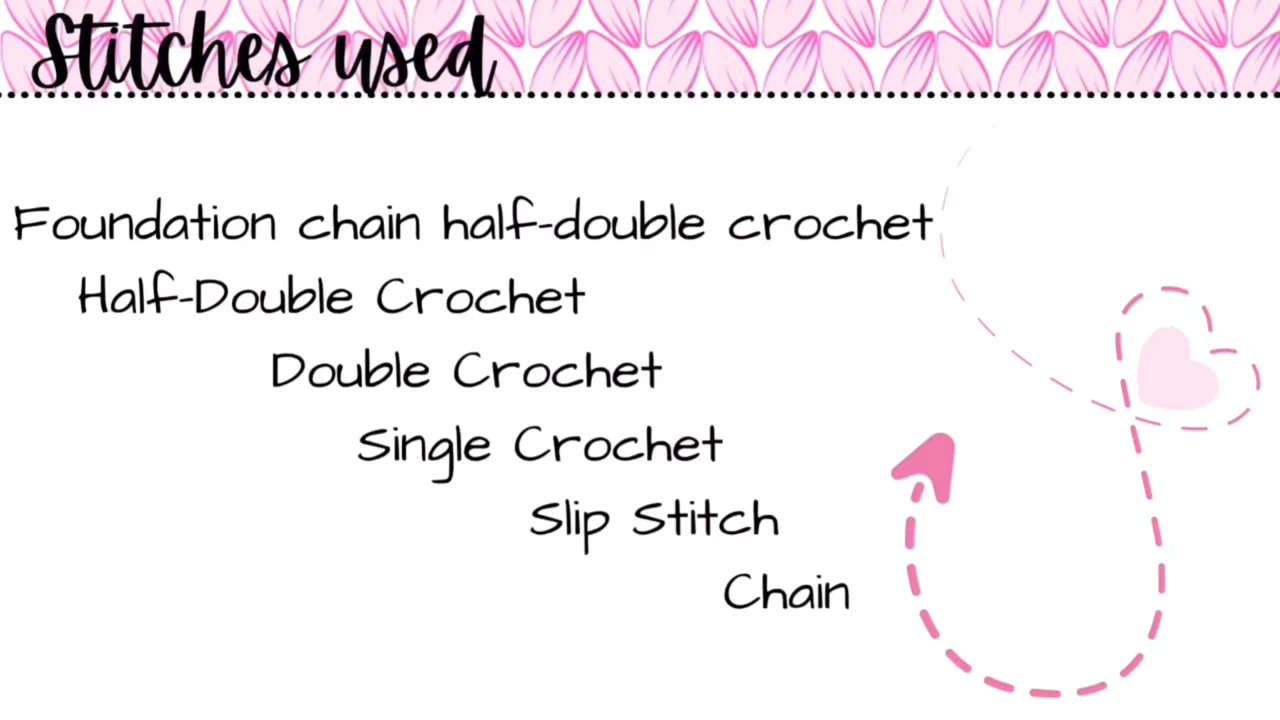 Stitches used
Foundation chain half-double crochet
Half-Double Crochet
Double Crochet
Single Crochet
Slip Stitch
Chain